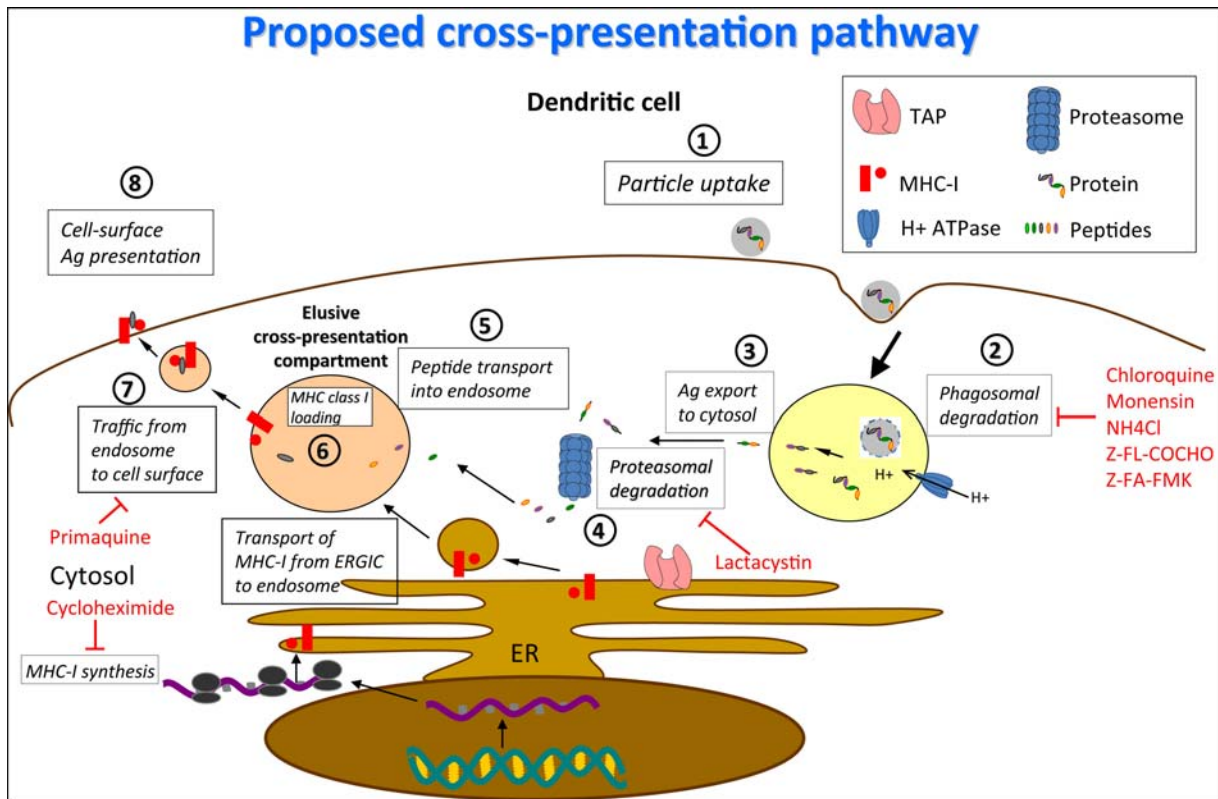 Proposed cross-presentation pathway
Dendritic cell
TAP
Proteasome
MHC-I
Protein
H+ ATPase
Peptides
①
Particle uptake
⑧
Cell-surface
Ag presentation
Elusive
cross-presentation
compartment
⑤
Peptide transport
into endosome
③
Ag export
to cytosol
②
Phagosomal
degradation
Chloroquine
Monensin
NH4Cl
Z-FL-COCHO
Z-FA-FMK
⑦
Traffic from
endosome
to cell surface
MHC class I
loading
⑥
Proteasomal
degradation
④
H+
H+
Primaquine
Transport of
MHC-I from ERGIC
to endosome
Lactacystin
Cytosol
Cycloheximide
MHC-I synthesis
ER